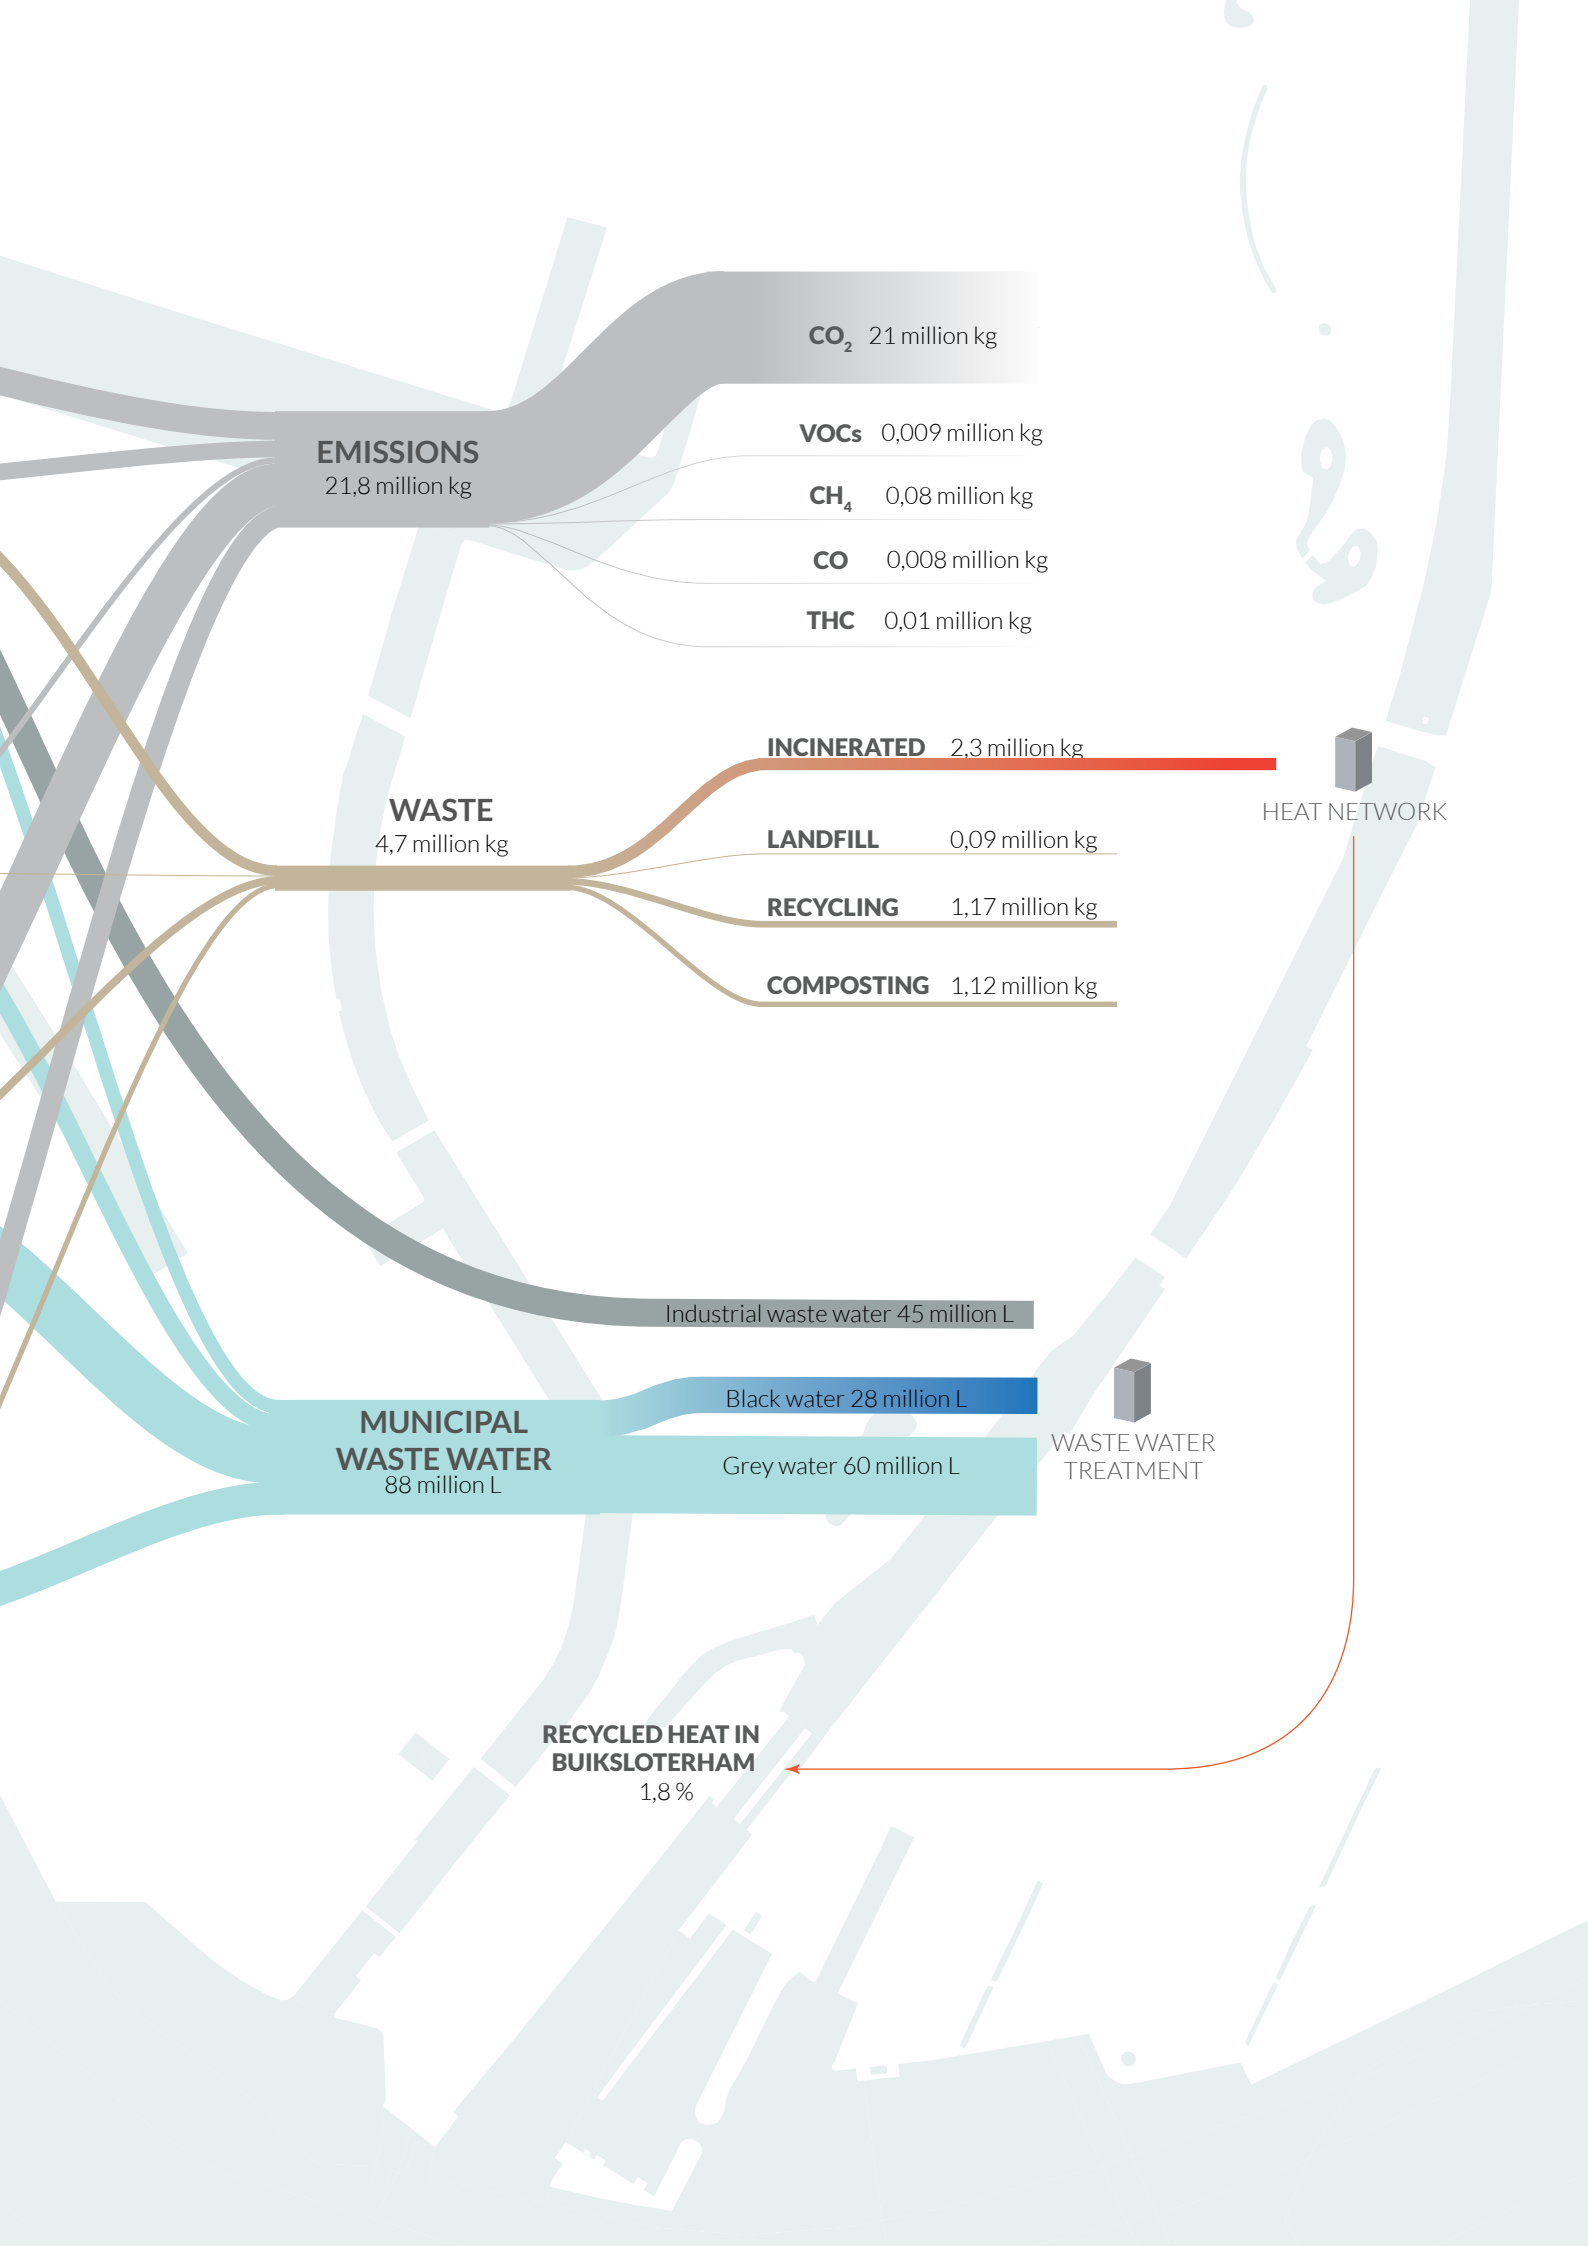 CO2 21 million kg
VOCs 0,009 million kg
EMISSIONS
21,8 million kg
CH4 0,08 million kg
CO 0,008 million kg
THC 0,01 million kg
INCINERATED 2,3 million kg
HEAT NETWORK
WASTE
4,7 million kg
LANDFILL 0,09 million kg
RECYCLING 1,17 million kg
COMPOSTING 1,12 million kg
Industrial waste water 45 million L
Black water 28 million L
MUNICIPAL
WASTE WATER
88 million L
Grey water 60 million L
WASTE WATER
TREATMENT
RECYCLED HEAT IN
BUIKSLOTERHAM
1,8 %